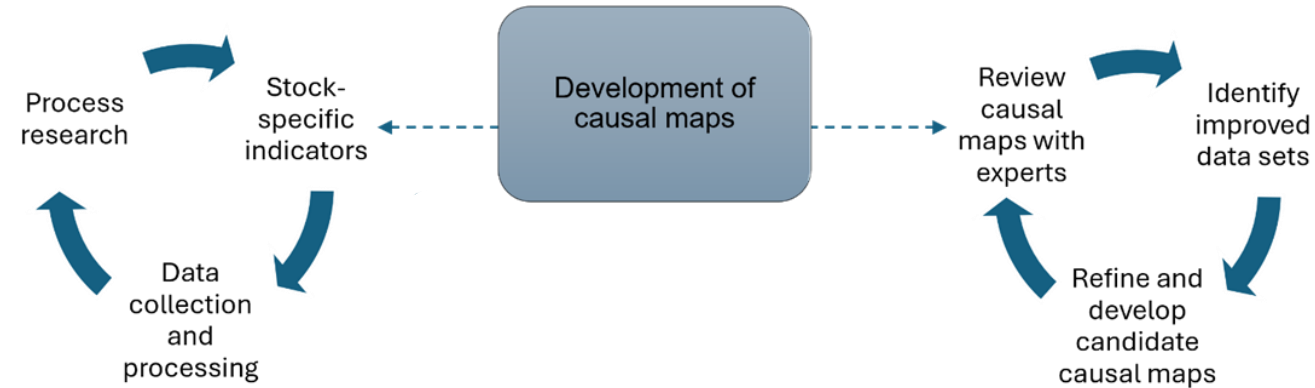 Process
research
Stock-
specific
indicators
Data
collection
and
processing
Development of
causal maps
Review
causal
maps with
experts
Identify
improved
data sets
Refine and
develop
candidate
causal maps